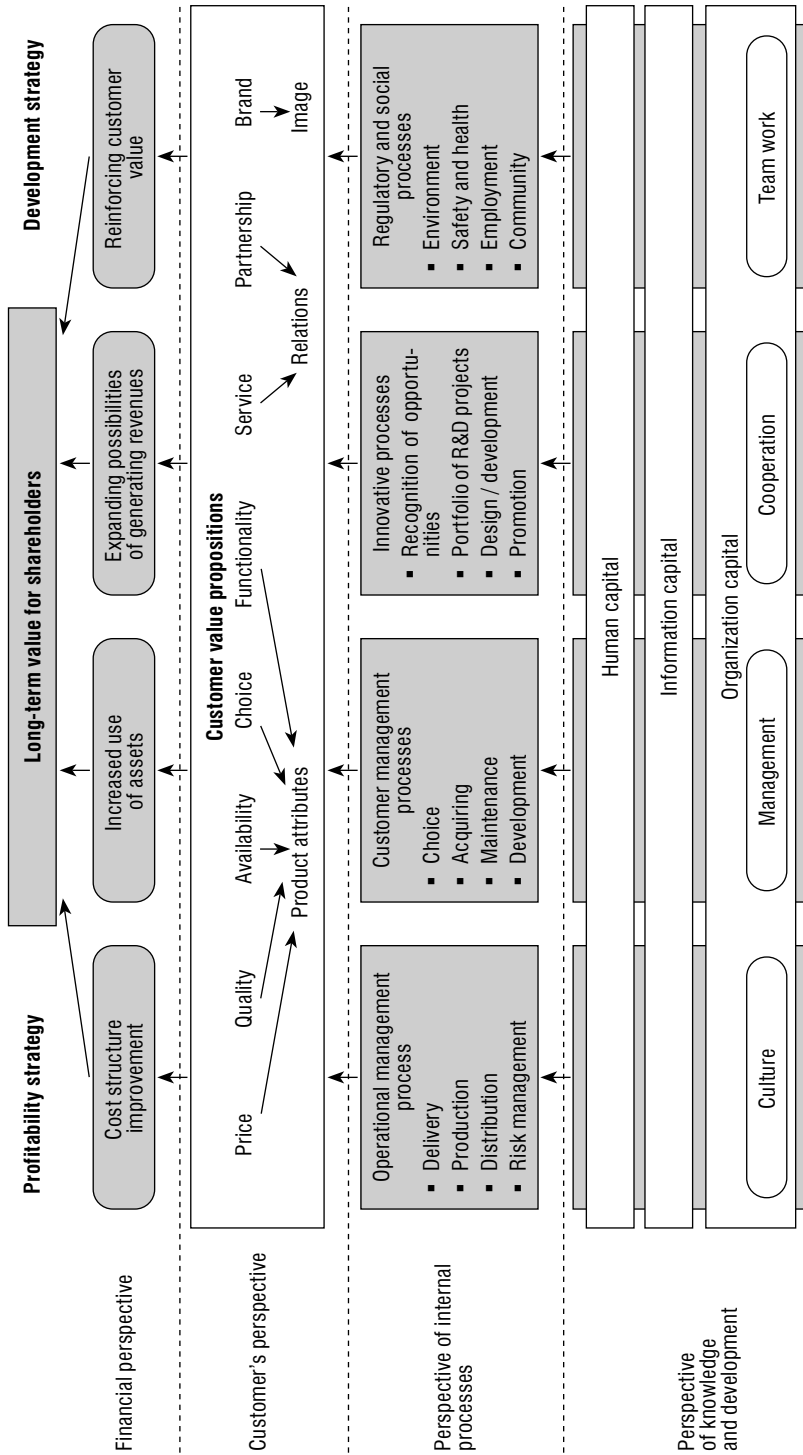 Profitability strategy
Long-term value for shareholders
Development strategy
Financial perspective
Cost structure
improvement
Increased use
of assets
Expanding possibilities
of generating revenues
Reinforcing customer
value
Customer's perspective
Customer value propositions
Price
Quality
Availability
Choice
Functionality
Service
Partnership
Brand
Product attributes
Relations
Image
Perspective of internal
processes
Operational management
process
▪ Delivery
▪ Production
▪ Distribution
▪ Risk management
Customer management
processes
▪ Choice
▪ Acquiring
▪ Maintenance
▪ Development
Innovative processes
▪ Recognition of opportu-
nities
▪ Portfolio of R&D projects
▪ Design / development
▪ Promotion
Regulatory and social
processes
▪ Environment
▪ Safety and health
▪ Employment
▪ Community
Perspective
of knowledge
and development
Human capital
Information capital
Organization capital
Culture
Management
Cooperation
Team work